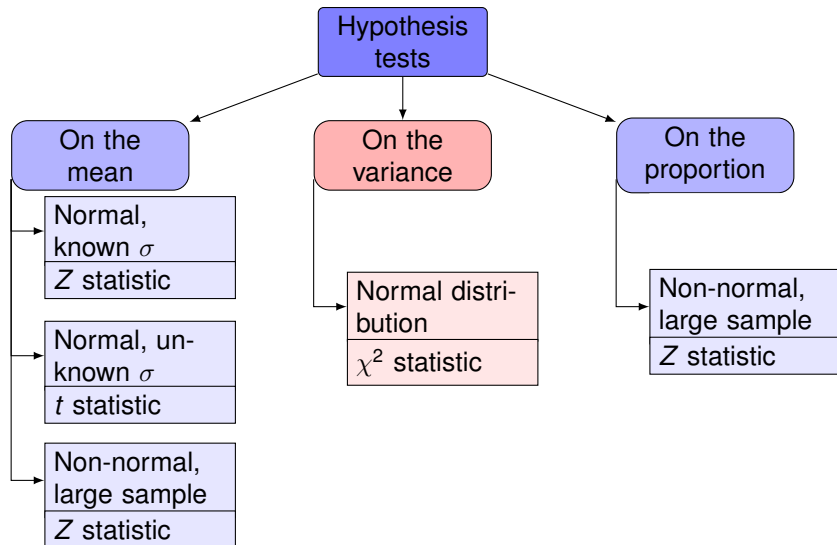 Hypothesis
tests
On the
mean
On the
variance
On the
proportion
Normal,
known σ
Z statistic
Normal, un-
known σ
t statistic
Non-normal,
large sample
Z statistic
Normal distri-
bution
χ² statistic
Non-normal,
large sample
Z statistic